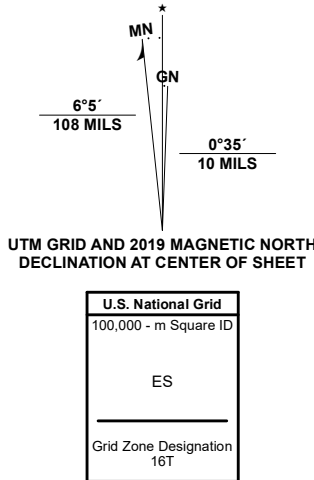 ★
MN
GN
6°5´
108 MILS
0°35´
10 MILS
UTM GRID AND 2019 MAGNETIC NORTH
DECLINATION AT CENTER OF SHEET
U.S. National Grid
100,000 - m Square ID
ES
Grid Zone Designation
16T